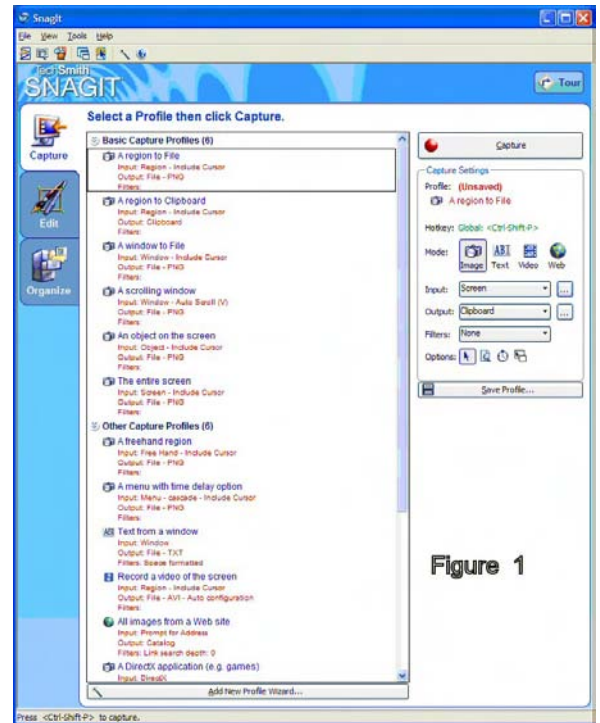 SnagIt
File View Tools Help
TechSmith
SNAGIT
Tour
Select a Profile then click Capture.
Capture
Edit
Organize
Basic Capture Profiles (6)
A region to File
Input: Region - Include Cursor
Output: File - PNG
Filters:
A region to Clipboard
Input: Region - Include Cursor
Output: Clipboard
Filters:
A window to File
Input: Window - Include Cursor
Output: File - PNG
Filters:
A scrolling window
Input: Window - Auto Scroll (V)
Output: File - PNG
Filters:
An object on the screen
Input: Object - Include Cursor
Output: File - PNG
Filters:
The entire screen
Input: Screen - Include Cursor
Output: File - PNG
Filters:
Other Capture Profiles (6)
A freehand region
Input: Free Hand - Include Cursor
Output: File - PNG
Filters:
A menu with time delay option
Input: Menu - cascade - Include Cursor
Output: File - PNG
Filters:
Text from a window
Input: Window
Output: File - TXT
Filters: Space formatted
Record a video of the screen
Input: Region - Include Cursor
Output: File - AVI - Auto configuration
Filters:
All images from a Web site
Input: Prompt for Address
Output: Catalog
Filters: Link search depth: 0
A DirectX application (e.g. games)
Input: DirectX
Add New Profile Wizard...
Capture
Capture Settings
Profile: (Unsaved)
A region to File
Hotkey: Global: <Ctrl-Shift-P>
Mode:
ABI
Image Text Video Web
Input: Screen ...
Output: Clipboard ...
Filters: None
Options:
Save Profile...
Figure 1
Press <Ctrl-Shift-P> to capture.